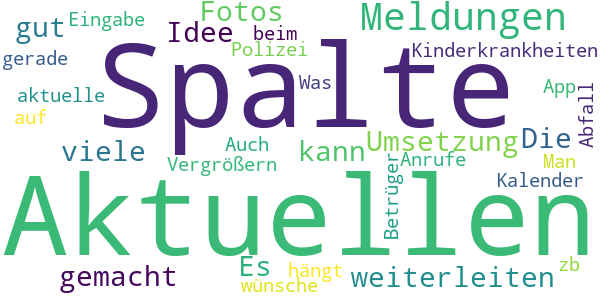 Fotos
Meldungen
Eingabe
gut
Idee
beim
Polizei
Kinderkrankheiten
gerade
Spalte
Was
App
aktuelle
Abfall
auf
Umsetzung
Die
viele
Auch
kann
Vergrößern
Anrufe
Man
Betrüger
Kalender
Aktuellen
Es
zb
gemacht
hängt
weiterleiten
wünsche